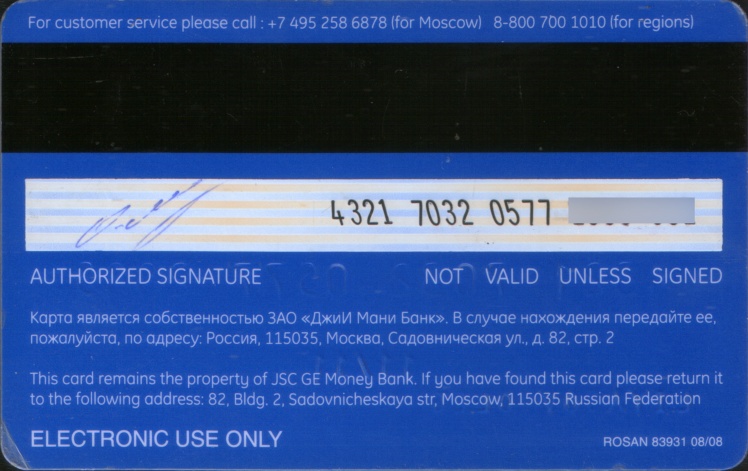 For customer service please call : +7 495 258 6878 (for Moscow) 8-800 700 1010 (for regions)
4321 7032 0577
AUTHORIZED SIGNATURE NOT VALID UNLESS SIGNED
Карта является собственностью ЗАО «ДжиИ Мани Банк». В случае нахождения передайте ее,
пожалуйста, по адресу: Россия, 115035, Москва, Садовническая ул., д. 82, стр. 2
This card remains the property of JSC GE Money Bank. If you have found this card please return it
to the following address: 82, Bldg. 2, Sadovnicheskaya str, Moscow, 115035 Russian Federation
ELECTRONIC USE ONLY
ROSAN 83931 08/08